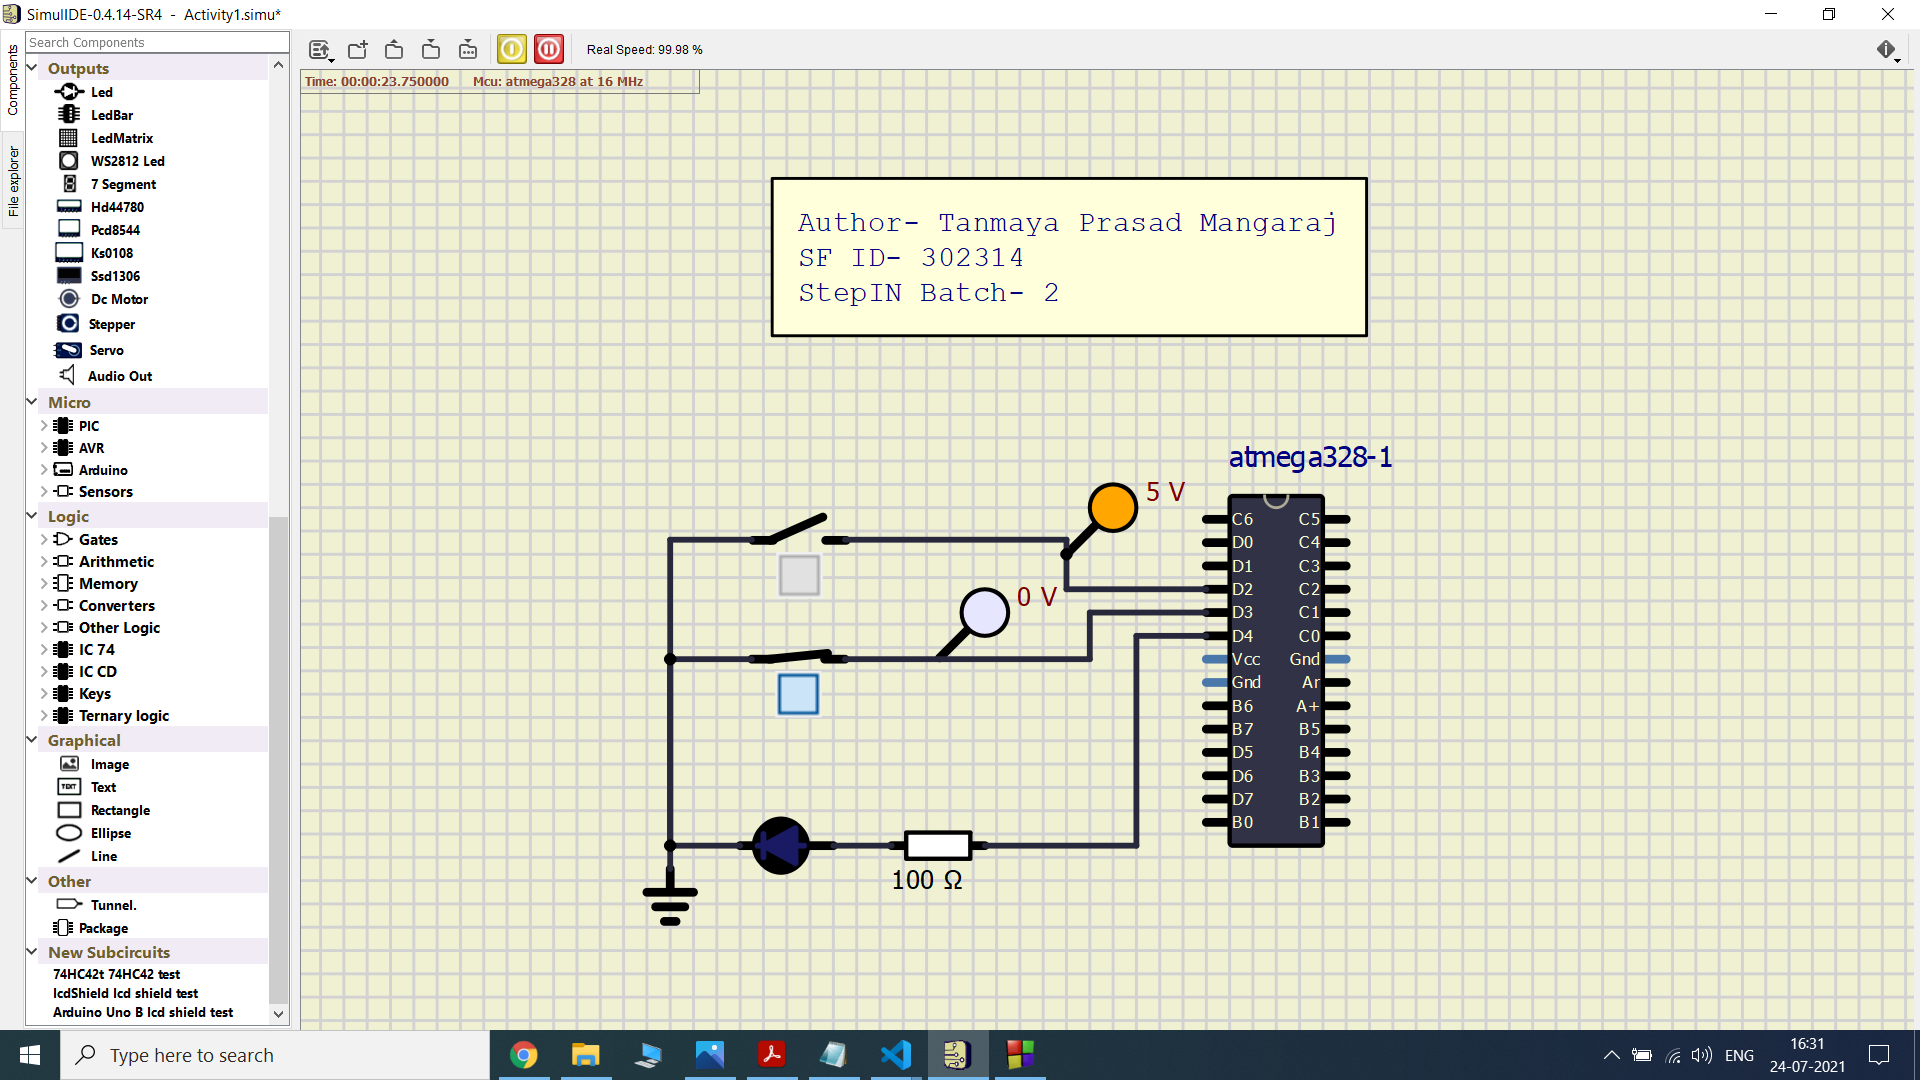 SimulIDE-0.4.14-SR4 - Activity1.simu*
Components
File explorer
Search Components
Outputs
Led
LedBar
LedMatrix
WS2812 Led
7 Segment
Hd44780
Pcd8544
Ks0108
Ssd1306
Dc Motor
Stepper
Servo
Audio Out
Micro
PIC
AVR
Arduino
Sensors
Logic
Gates
Arithmetic
Memory
Converters
Other Logic
IC 74
IC CD
Keys
Ternary logic
Graphical
Image
TEXT Text
Rectangle
Ellipse
Line
Other
Tunnel.
Package
New Subcircuits
74HC42t 74HC42 test
lcdShield lcd shield test
Arduino Uno B lcd shield test
Real Speed: 99.98 %
Time: 00:00:23.750000 Mcu: atmega328 at 16 MHz
Author- Tanmaya Prasad Mangaraj
SF ID- 302314
StepIN Batch- 2
atmega328-1
5 V
0 V
C6 C5
D0 C4
D1 C3
D2 C2
D3 C1
D4 C0
Vcc Gnd
Gnd Ar
B6 A+
B7 B5
D5 B4
D6 B3
D7 B2
B0 B1
100 Ω
Type here to search
ENG
16:31
24-07-2021